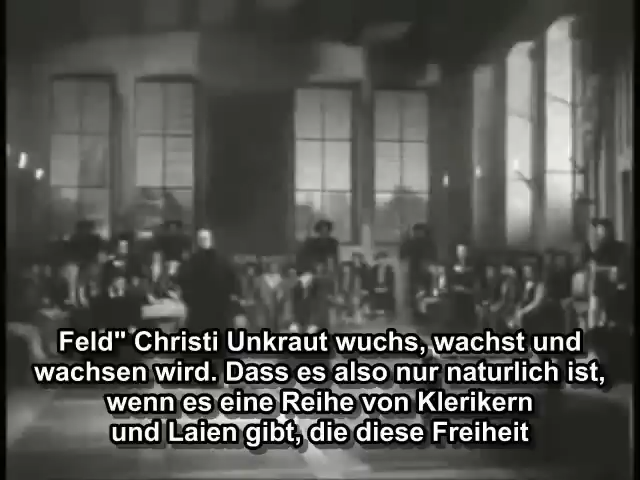 Feld" Christi Unkraut wuchs, wachst und
wachsen wird. Dass es also nur naturlich ist,
wenn es eine Reihe von Klerikern
und Laien gibt, die diese Freiheit